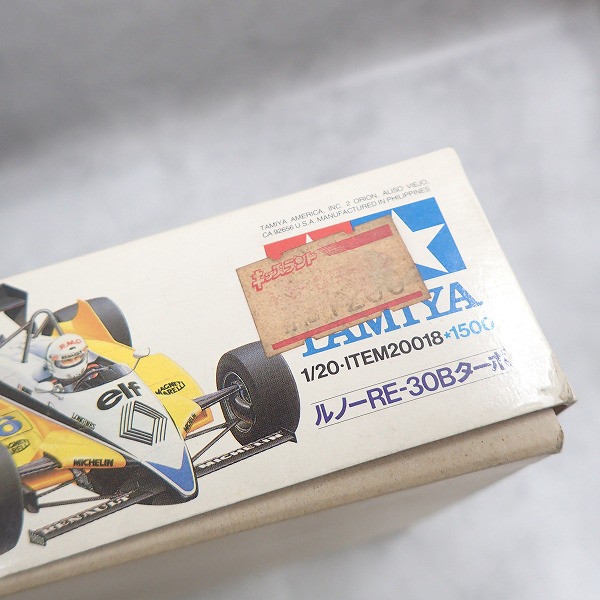 TAMIYA AMERICA, INC. 2 ORION, ALISO VIEJO,
CA 92656 U.S.A. MANUFACTURED IN PHILIPPINES
キッズランド
TAMIYA
1/20·ITEM20018★1500
ルノーRE-30Bターボ
elf
MAGNETI
MARELLI
LONGINES
MICHELIN
RENAULT